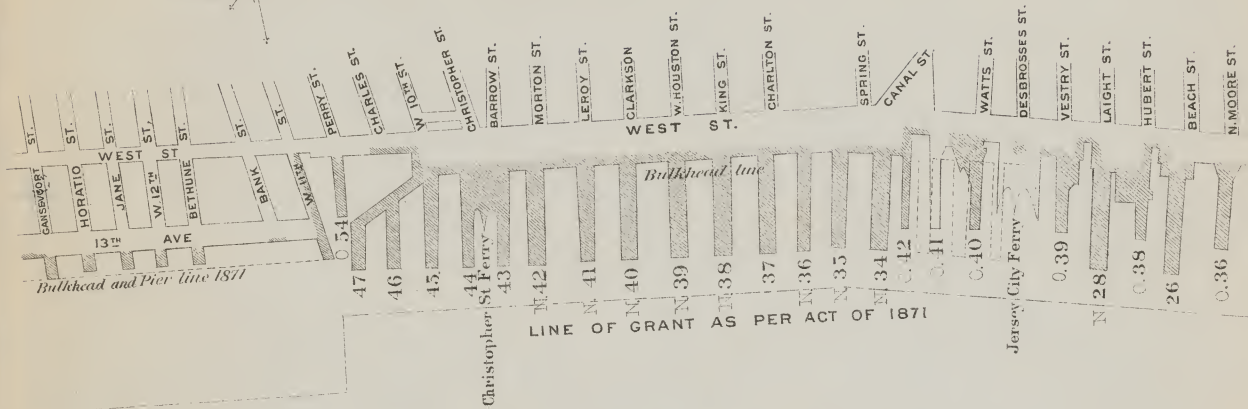 ST.
ST.
ST.
ST,
ST.
ST.
ST.
PERRY ST.
CHARLES ST.
W 10TH ST.
CHRISTOPHER ST.
BARROW ST.
MORTON ST.
LEROY ST.
CLARKSON
W. HOUSTON ST.
KING ST.
CHARLTON ST.
SPRING ST.
CANAL ST
WATTS ST.
DESBROSSES ST.
VESTRY ST.
LAIGHT ST.
HUBERT ST.
BEACH ST.
N. MOORE ST.
WEST ST
WEST ST.
GANSEVOORT
HORATIO
JANE
W. 12TH
BETHUNE
BANK
W. 11TH
13TH AVE
Bulkhead line
Bulkhead and Pier line 1871
O 54
47
46
45
44
Christopher St Ferry
43
N. 42
N. 41
N. 40
N. 39
N. 38
37
N. 36
N. 35
N. 34
O. 42
O. 41
O. 40
Jersey City Ferry
O. 39
N 28
O. 38
26
O. 36
LINE OF GRANT AS PER ACT OF 1871